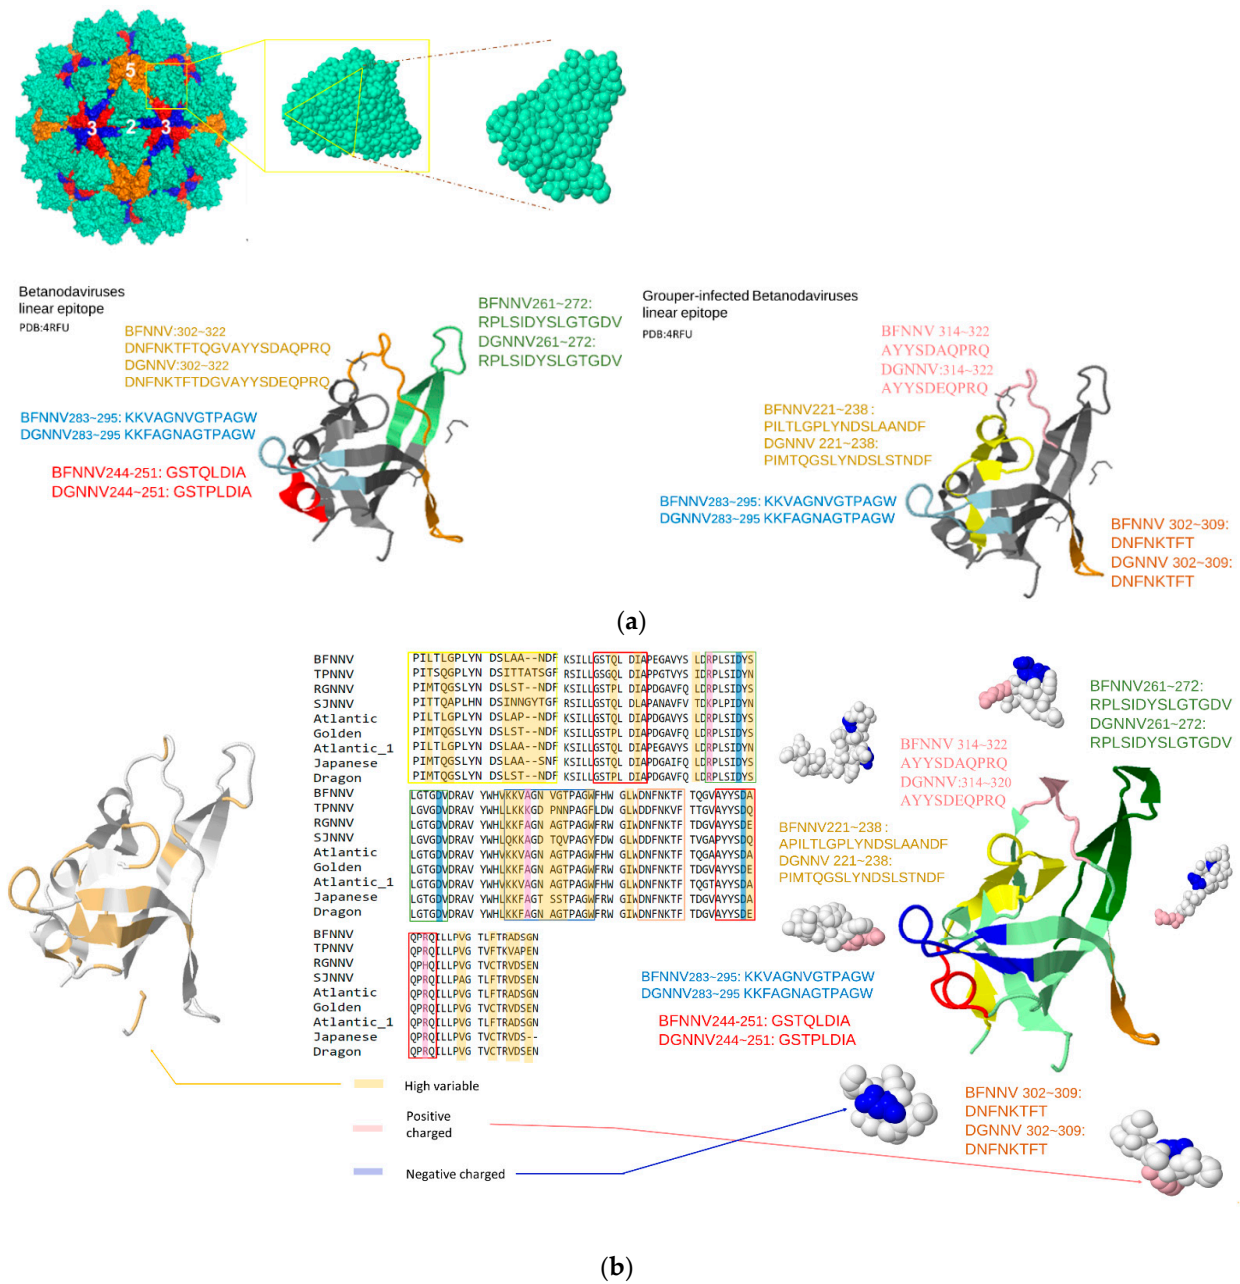 5
3
2
3
Betanodaviruses
linear epitope
PDB:4RFU
BFNNV:302~322
DNFNKTFTQGVAYYSDAQPRQ
DGNNV:302~322
DNFNKTFTDGVAYYSDEQPRQ
BFNNV283~295: KKVAGNVGTPAGW
DGNNV283~295 KKFAGNAGTPAGW
BFNNV244-251: GSTQLDIA
DGNNV244~251: GSTPLDIA
BFNNV261~272:
RPLSIDYSLGTGDV
DGNNV261~272:
RPLSIDYSLGTGDV
Grouper-infected Betanodaviruses
linear epitope
PDB:4RFU
BFNNV 314~322
AYYSDAQPRQ
DGNNV:314~322
AYYSDEQPRQ
BFNNV221~238 :
PILTLGPLYNDSLAANDF
DGNNV 221~238:
PIMTQGSLYNDSLSTNDF
BFNNV283~295: KKVAGNVGTPAGW
DGNNV283~295 KKFAGNAGTPAGW
BFNNV 302~309:
DNFNKTFT
DGNNV 302~309:
DNFNKTFT
(a)
BFNNV PILTLGPLYN DSLAA--NDF KSILLGSTQL DIAPEGAVYS LDRPLSIDYS
TPNNV PITSQGPLYN DSITTATSGF RSILLGSGQL DIAPPGTVYS IDRPLSIDYN
RGNNV PIMTQGSLYN DSLST--NDF KSILLGSTPL DIAPDGAVFQ LDRPLSIDYS
SJNNV PITTQAPLHN DSINNGYTGF RSILLGSTQL DLAPANAVFV TDKPLPIDYN
Atlantic PILTLGPLYN DSLAP--NDF KSILLGSTQL DIAPDGAVYS LDRPLSIDYS
Golden PIMTQGSLYN DSLST--NDF KSILLGSTPL DIAPDGAVFQ LDRPLSIDYS
Atlantic_1 PILTLGPLYN DSLAA--NDF KSILLGSTQL DIAPEGAVYS LDRPLSIDYN
Japanese PIMTQGSLYN DSLAA--SNF KSILLGSTPL DIAPDGAVYS LDRPLSIDYS
Dragon PIMTQGSLYN DSLST--NDF KSILLGSTPL DIAPDGAIFQ LDRPLSIDYS
BFNNV LGTGDVDRAV YWHVKKVAGN VGTPAGWFHW GLWDNFNKTF TQGVAYYSDA
TPNNV LGVGDVDRAV YWHLLKKAGD PNNPAGFLDW GLWDDFNKTF TTGVAYYSDQ
RGNNV LGTGDVDRAV YWHLKKFAGN AGTPAGWFRW GIWDNFNKTF TDGVAYYSDE
SJNNV LGTGDVDRAV YWHLQKKAGD TQVPAGYFDW GLWDDFNKTF TVGAPYYSDQ
Atlantic LGTGDVDRAV YWHVKKVAGN AGTPAGWFHW GLWDNFNKTF TQGAAYYSDA
Golden LGTGDVDRAV YWHLKKFAGN AGTPAGWFRW GIWDNFNKTF TDGVAYYSDE
Atlantic_1 LGTGDVDRAV YWHVKKVAGN AGTPAGWFHW GLWDNFNKTF TQGTAYYSDA
Japanese LGTGDVDRAV YWHLKKFAGT SSTPAGWFRW GLWDNFNKTF TQGVAYYSDA
Dragon LGTGDVDRAV YWHLKKFAGN AGTPAGWFRW GIWDNFNKTF TDGVAYYSDE
BFNNV QPRQILLPVG TLFTRADSGN
TPNNV QPRQILLPVG TVFTKVAPEN
RGNNV QPRQILLPAG TVCTRVDSEN
SJNNV QPRQILLPAG TLFTRVDSEN
Atlantic QPRQILLPVG TLFTRADSEN
Golden QPRQILLPVG TVCTRVDSEN
Atlantic_1 QPRQILLPVG TLFTRADSGN
Japanese QPRQILLPVG TVCTRVDS--
Dragon QPRQILLPVG TVCTRVDSEN
High variable
Positive
charged
Negative charged
BFNNV261~272:
RPLSIDYSLGTGDV
DGNNV261~272:
RPLSIDYSLGTGDV
BFNNV 314~322
AYYSDAQPRQ
DGNNV:314~320
AYYSDEQPRQ
BFNNV221~238 :
APILTLGPLYNDSLAANDF
DGNNV 221~238:
PIMTQGSLYNDSLSTNDF
BFNNV283~295: KKVAGNVGTPAGW
DGNNV283~295 KKFAGNAGTPAGW
BFNNV244-251: GSTQLDIA
DGNNV244~251: GSTPLDIA
BFNNV 302~309:
DNFNKTFT
DGNNV 302~309:
DNFNKTFT
(b)